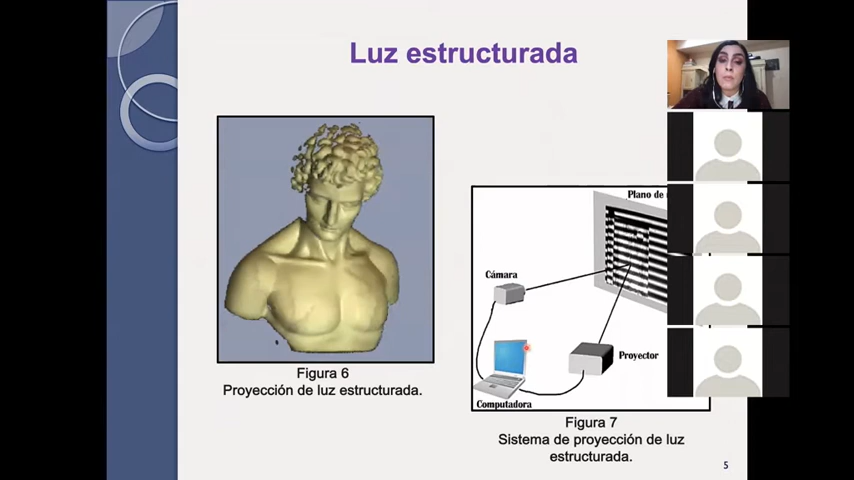 Luz estructurada
Figura 6
Proyección de luz estructurada.
Plano de
Cámara
Proyector
Computadora
Figura 7
Sistema de proyección de luz
estructurada.
5